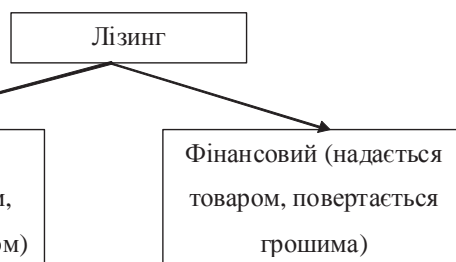 Лізинг
Фінансовий (надається
товаром, повертається
грошима)